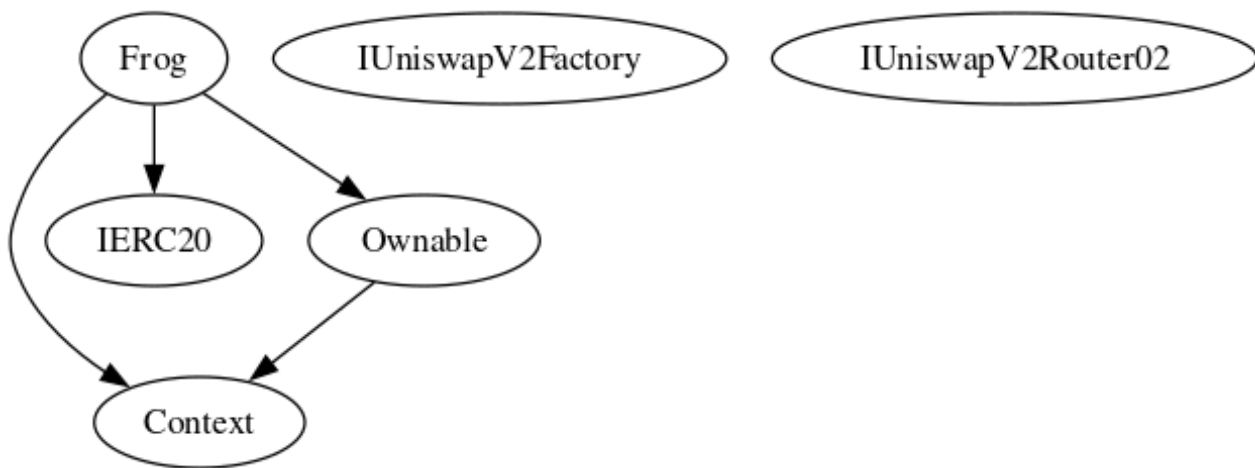 Frog
IUniswapV2Factory
IUniswapV2Router02
IERC20
Ownable
Context